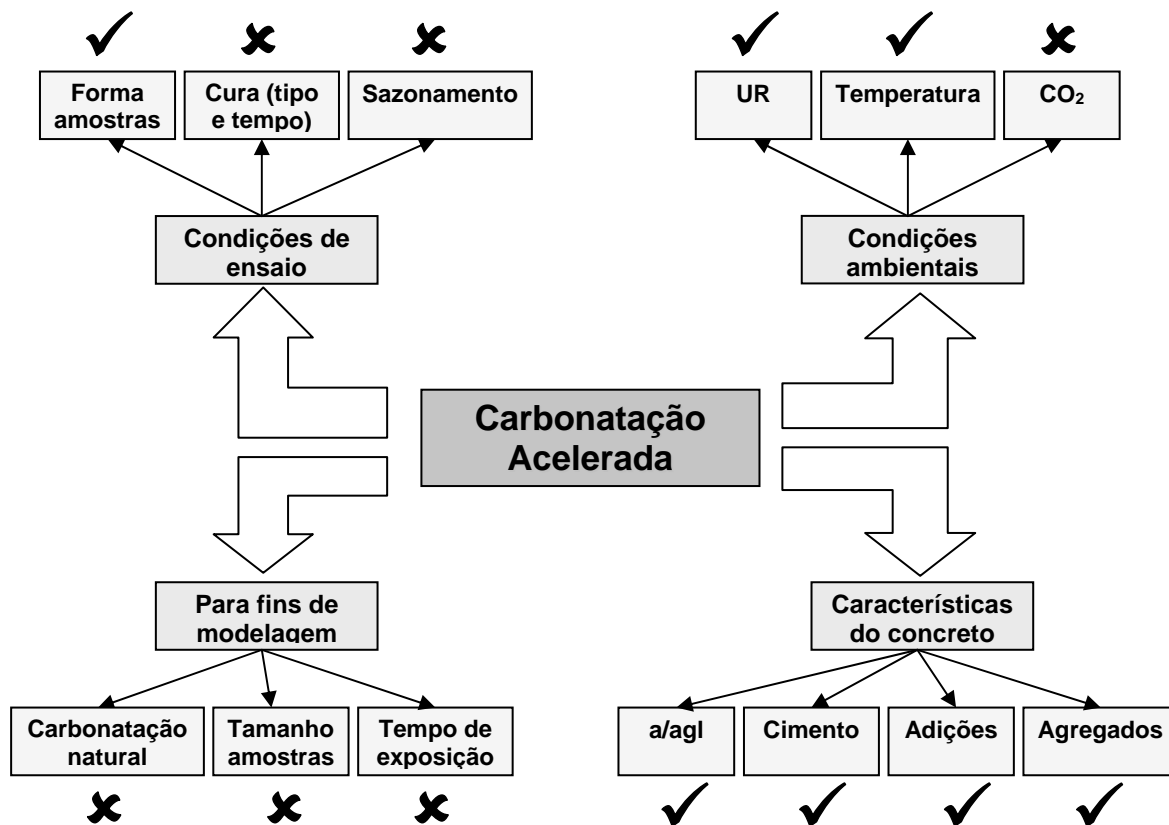 Forma
amostras
Cura (tipo
e tempo)
Sazonamento
UR
Temperatura
CO₂
Condições de
ensaio
Condições
ambientais
Carbonatação
Acelerada
Para fins de
modelagem
Características
do concreto
Carbonatação
natural
Tamanho
amostras
Tempo de
exposição
a/agl
Cimento
Adições
Agregados